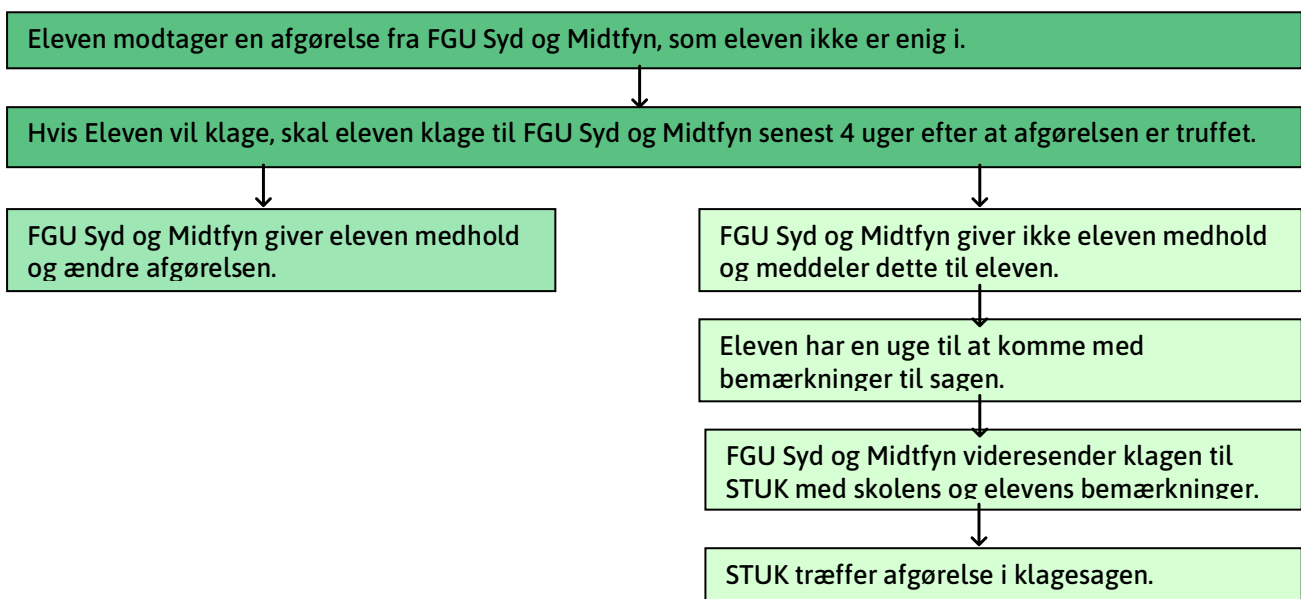 Eleven modtager en afgørelse fra FGU Syd og Midtfyn, som eleven ikke er enig i.
Hvis Eleven vil klage, skal eleven klage til FGU Syd og Midtfyn senest 4 uger efter at afgørelsen er truffet.
FGU Syd og Midtfyn giver eleven medhold
og ændre afgørelsen.
FGU Syd og Midtfyn giver ikke eleven medhold
og meddeler dette til eleven.
Eleven har en uge til at komme med
bemærkninger til sagen.
FGU Syd og Midtfyn videresender klagen til
STUK med skolens og elevens bemærkninger.
STUK træffer afgørelse i klagesagen.